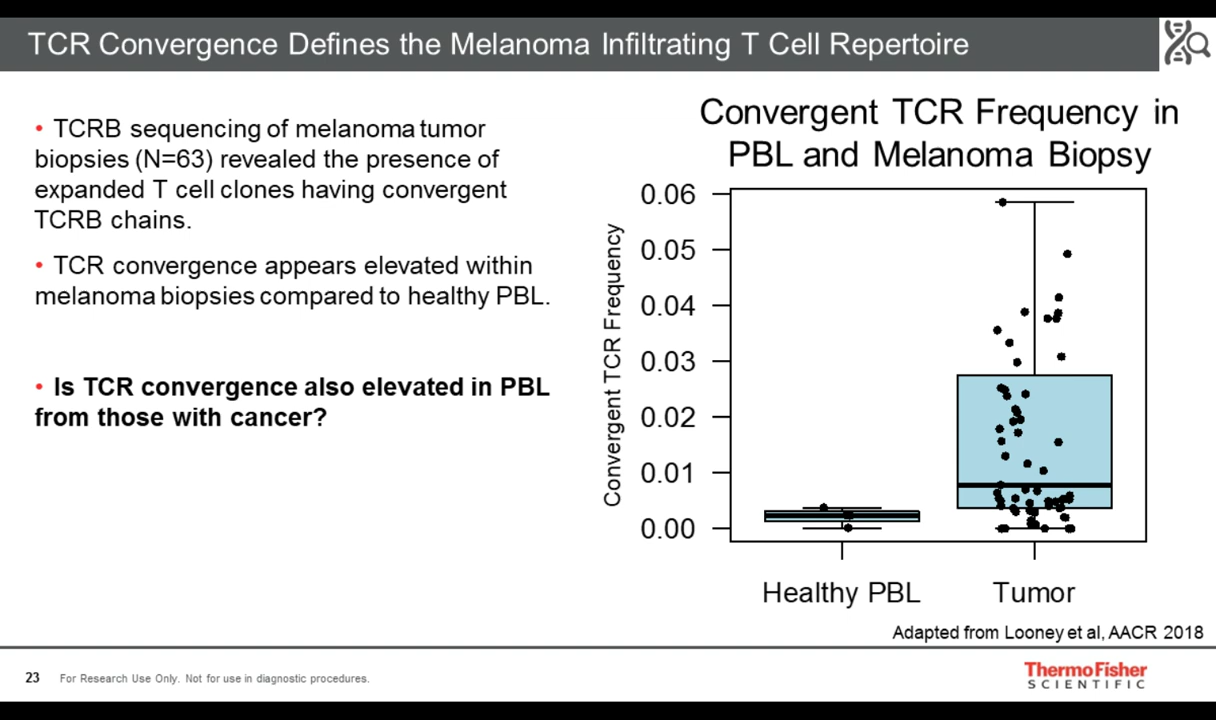 TCR Convergence Defines the Melanoma Infiltrating T Cell Repertoire
• TCRB sequencing of melanoma tumor
biopsies (N=63) revealed the presence of
expanded T cell clones having convergent
TCRB chains.
• TCR convergence appears elevated within
melanoma biopsies compared to healthy PBL.
• Is TCR convergence also elevated in PBL
from those with cancer?
Convergent TCR Frequency in
PBL and Melanoma Biopsy
Convergent TCR Frequency
0.06
0.05
0.04
0.03
0.02
0.01
0.00
Healthy PBL
Tumor
Adapted from Looney et al, AACR 2018
23
For Research Use Only. Not for use in diagnostic procedures.
ThermoFisher
SCIENTIFIC